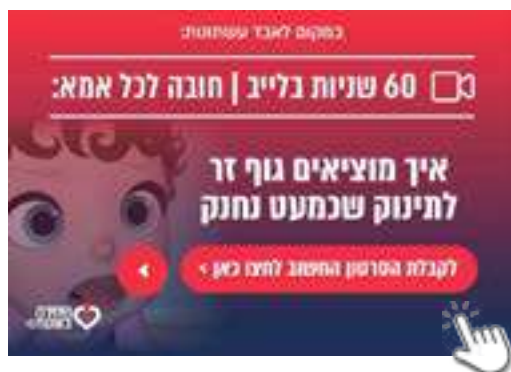 במקום לאבד עשתונות:
60 שניות בלייב | חובה לכל אמא:
איך מוציאים גוף זר
לתינוק שכמעט נחנק
לקבלת הסרטון החשוב לחצו כאן >